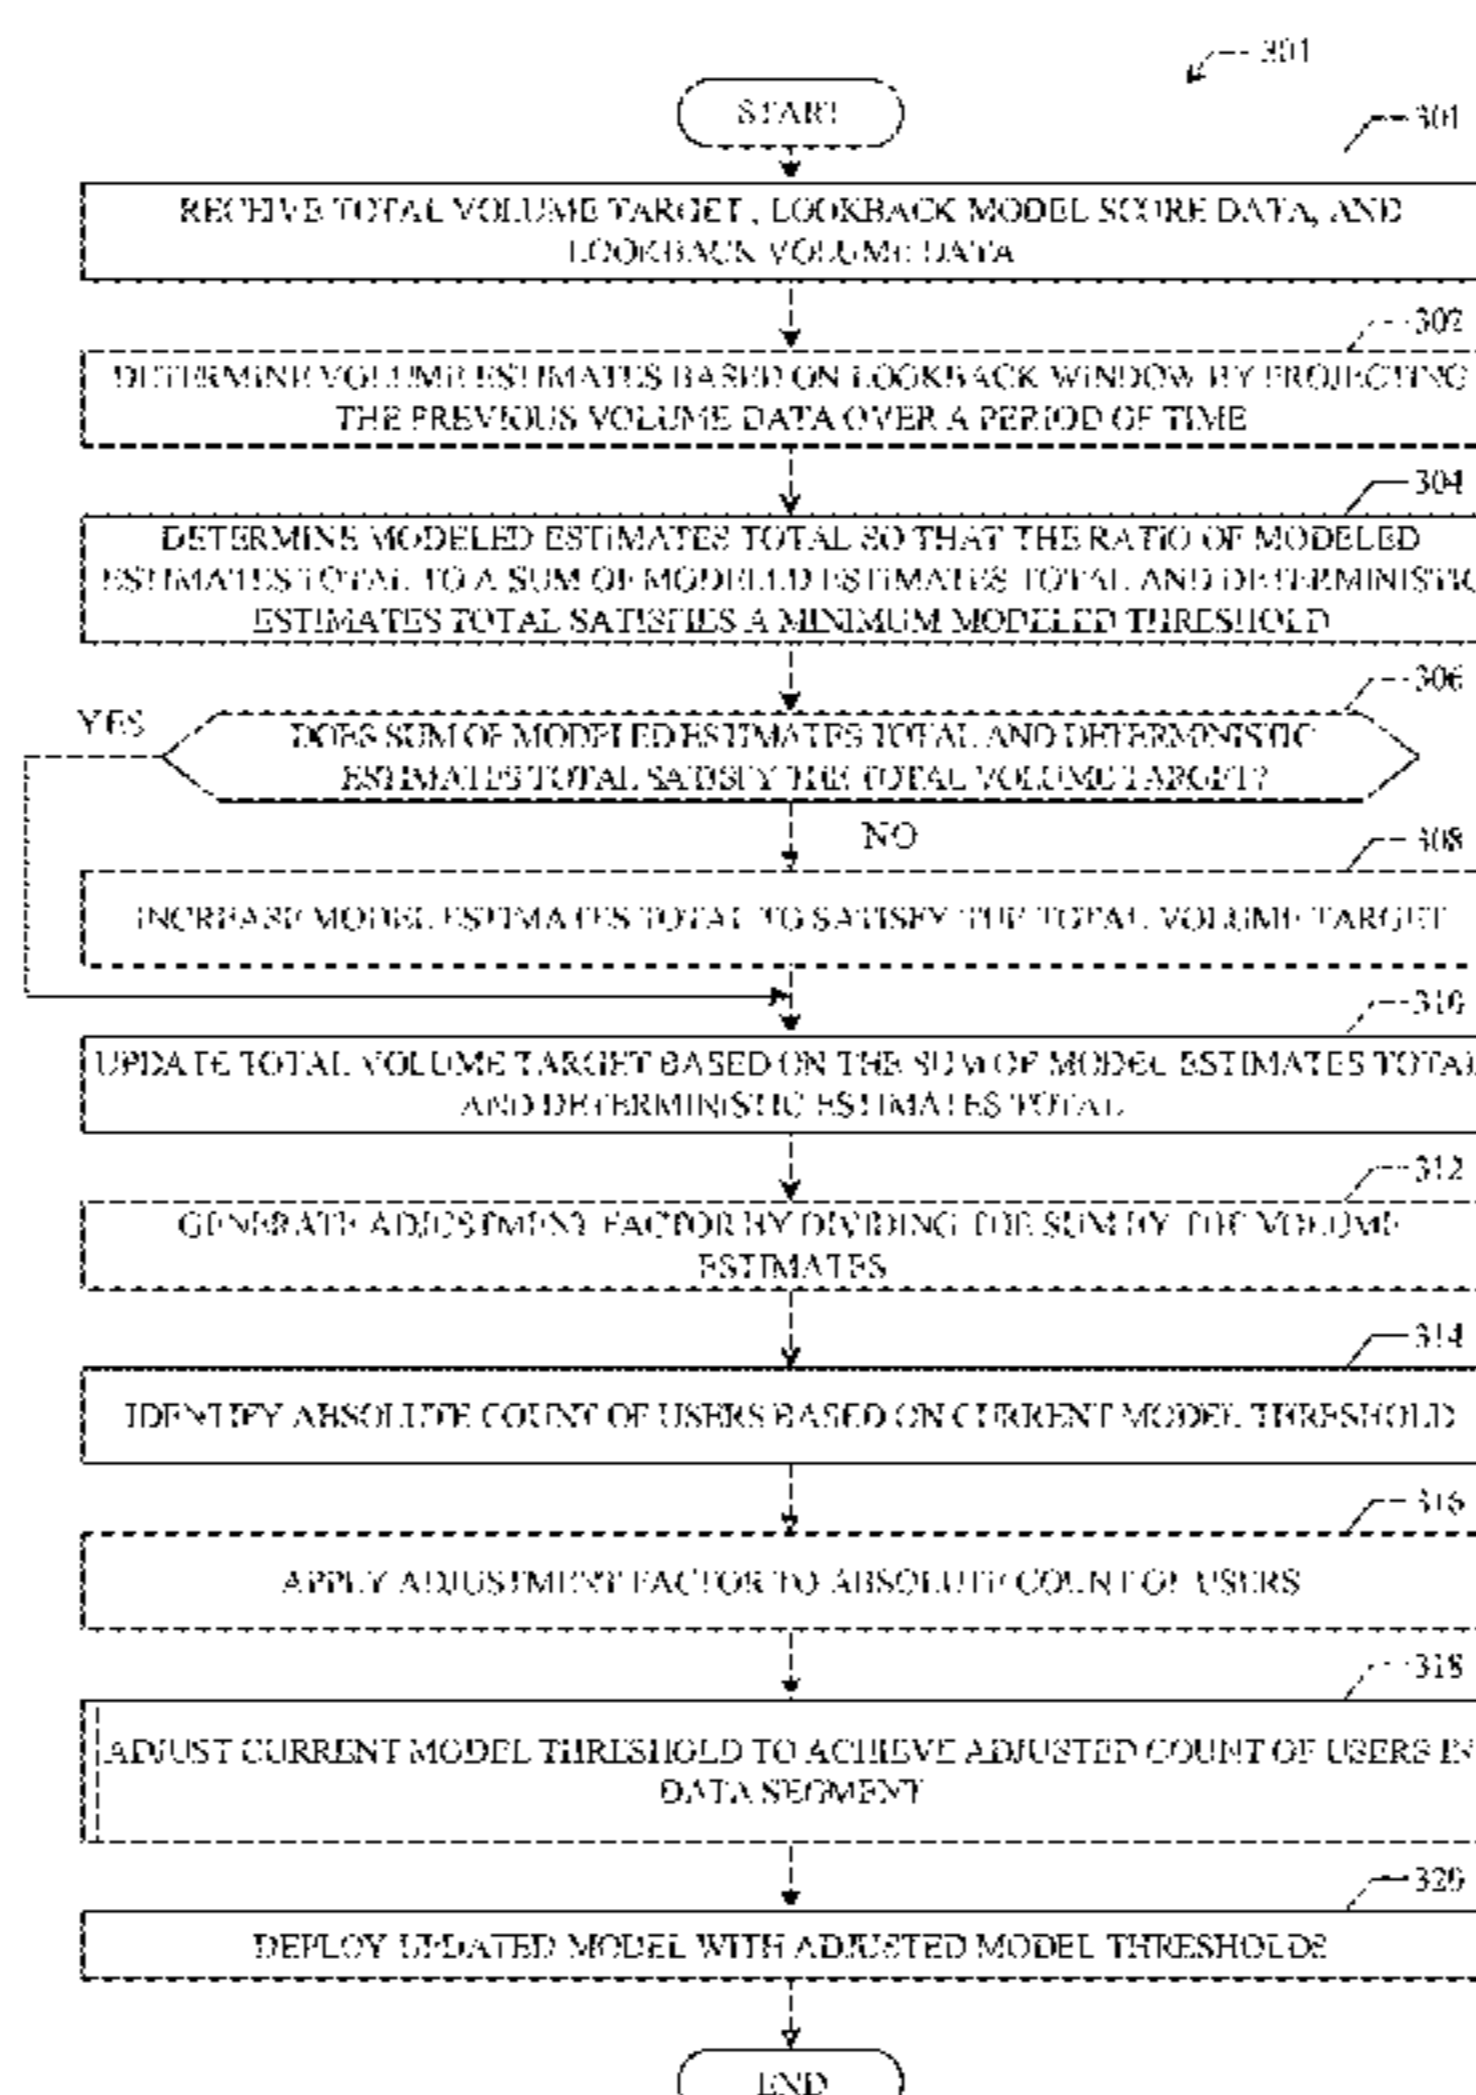 301
START
301
RECEIVE TOTAL VOLUME TARGET, LOOKBACK MODEL SCORE DATA, AND
LOOKBACK VOLUME DATA
302
DETERMINE VOLUME ESTIMATES BASED ON LOOKBACK WINDOW BY PROJECTING
THE PREVIOUS VOLUME DATA OVER A PERIOD OF TIME
304
DETERMINE MODELED ESTIMATES TOTAL SO THAT THE RATIO OF MODELED
ESTIMATES TOTAL TO A SUM OF MODELED ESTIMATES TOTAL AND DETERMINISTIC
ESTIMATES TOTAL SATISFIES A MINIMUM MODELED THRESHOLD
306
YES
DOES SUM OF MODELED ESTIMATES TOTAL AND DETERMINISTIC
ESTIMATES TOTAL SATISFY THE TOTAL VOLUME TARGET?
NO
308
INCREASE MODEL ESTIMATES TOTAL TO SATISFY THE TOTAL VOLUME TARGET
310
UPDATE TOTAL VOLUME TARGET BASED ON THE SUM OF MODEL ESTIMATES TOTAL
AND DETERMINISTIC ESTIMATES TOTAL
312
GENERATE ADJUSTMENT FACTOR BY DIVIDING THE SUM BY THE VOLUME
ESTIMATES
314
IDENTIFY ABSOLUTE COUNT OF USERS BASED ON CURRENT MODEL THRESHOLD
316
APPLY ADJUSTMENT FACTOR TO ABSOLUTE COUNT OF USERS
318
ADJUST CURRENT MODEL THRESHOLD TO ACHIEVE ADJUSTED COUNT OF USERS IN
DATA SEGMENT
320
DEPLOY UPDATED MODEL WITH ADJUSTED MODEL THRESHOLDS
END